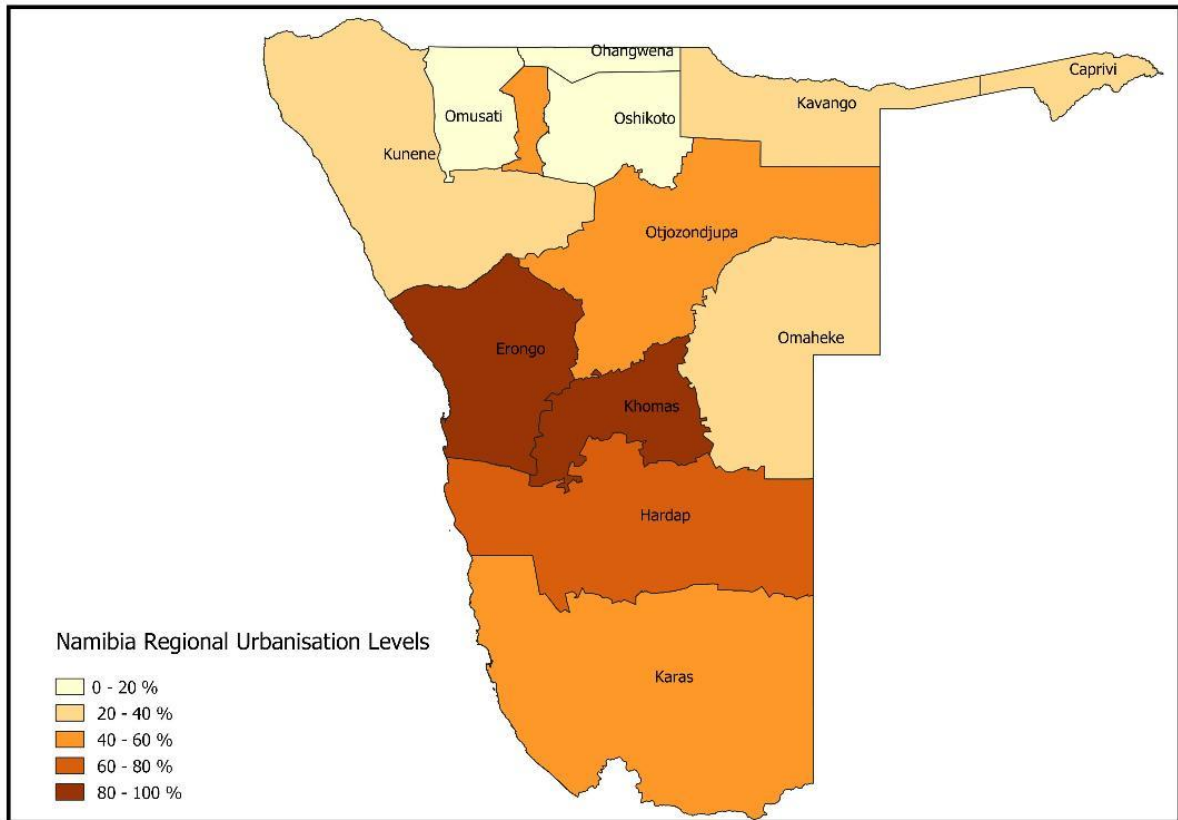 Ohangwena
Caprivi
Kavango
Omusati
Oshikoto
Kunene
Otjozondjupa
Omaheke
Erongo
Khomas
Hardap
Karas
Namibia Regional Urbanisation Levels
0 - 20 %
20 - 40 %
40 - 60 %
60 - 80 %
80 - 100 %